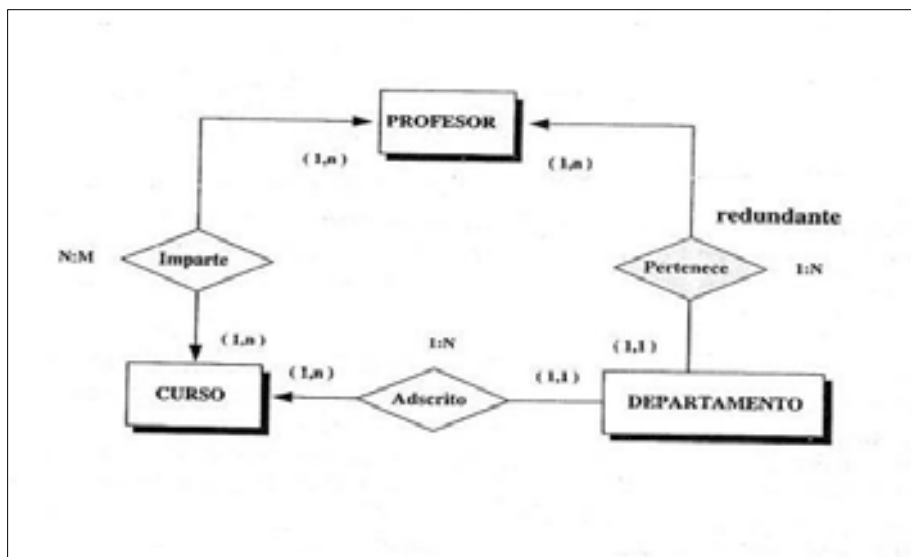 PROFESOR
(1,n)
(1,n)
redundante
N:M
Imparte
Pertenece
1:N
(1,n)
(1,n)
1:N
(1,1)
(1,1)
CURSO
Adscrito
DEPARTAMENTO